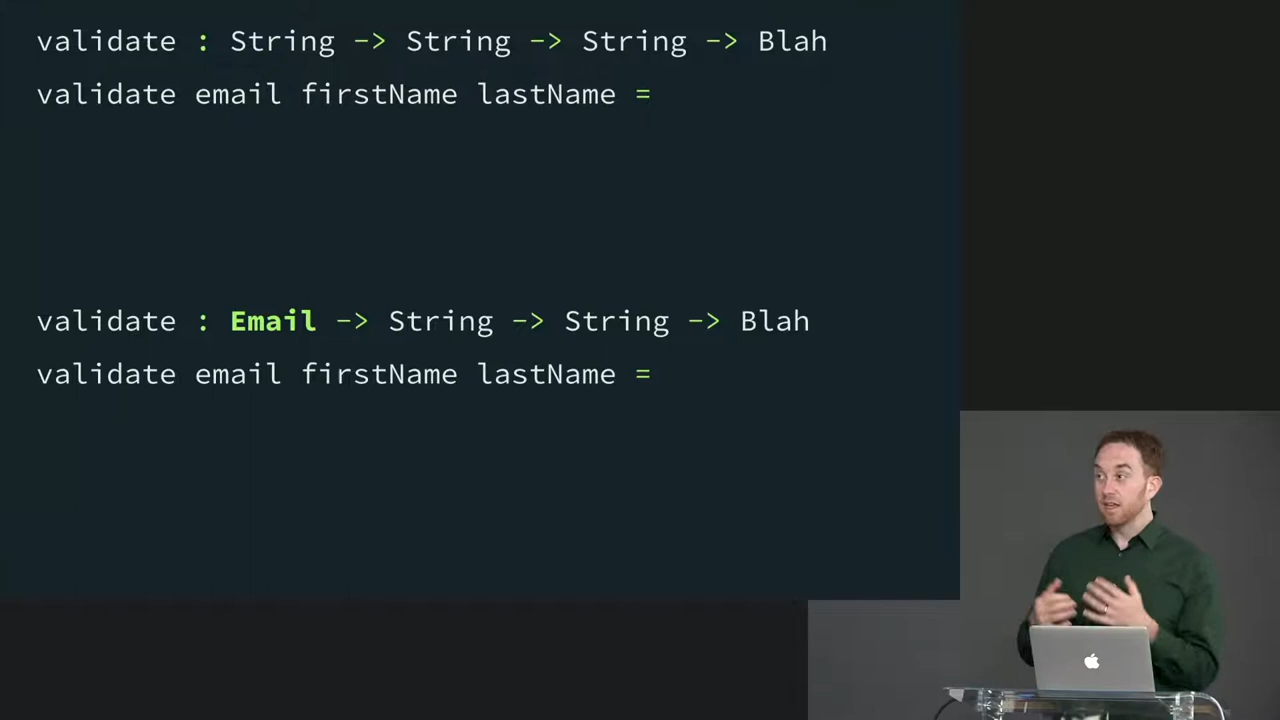 validate : String -> String -> String -> Blah
validate email firstName lastName =
validate : Email -> String -> String -> Blah
validate email firstName lastName =